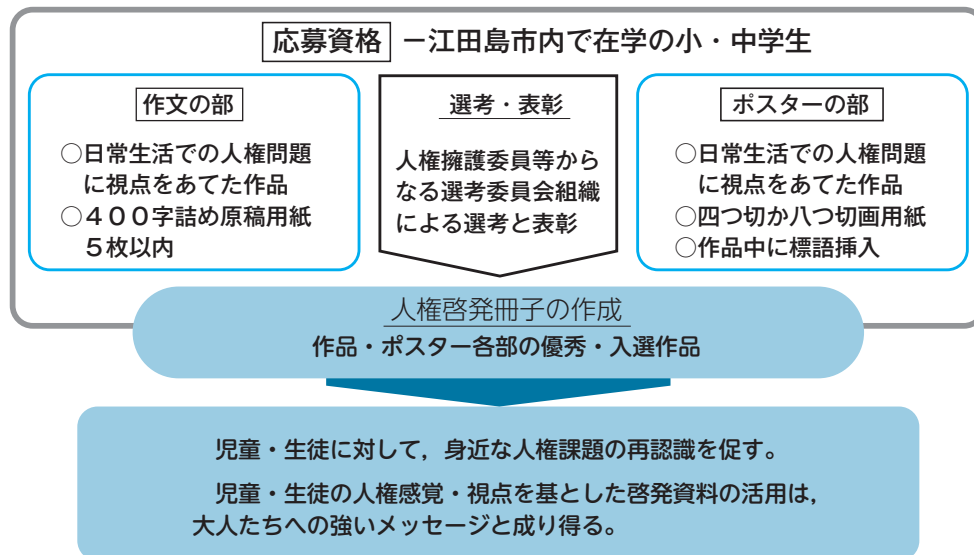 応募資格 －江田島市内で在学の小・中学生
作文の部
○日常生活での人権問題
に視点をあてた作品
○４００字詰め原稿用紙
５枚以内
選考・表彰
人権擁護委員等から
なる選考委員会組織
による選考と表彰
ポスターの部
○日常生活での人権問題
に視点をあてた作品
○四つ切か八つ切画用紙
○作品中に標語挿入
人権啓発冊子の作成
作品・ポスター各部の優秀・入選作品
児童・生徒に対して，身近な人権課題の再認識を促す。
児童・生徒の人権感覚・視点を基とした啓発資料の活用は，
大人たちへの強いメッセージと成り得る。